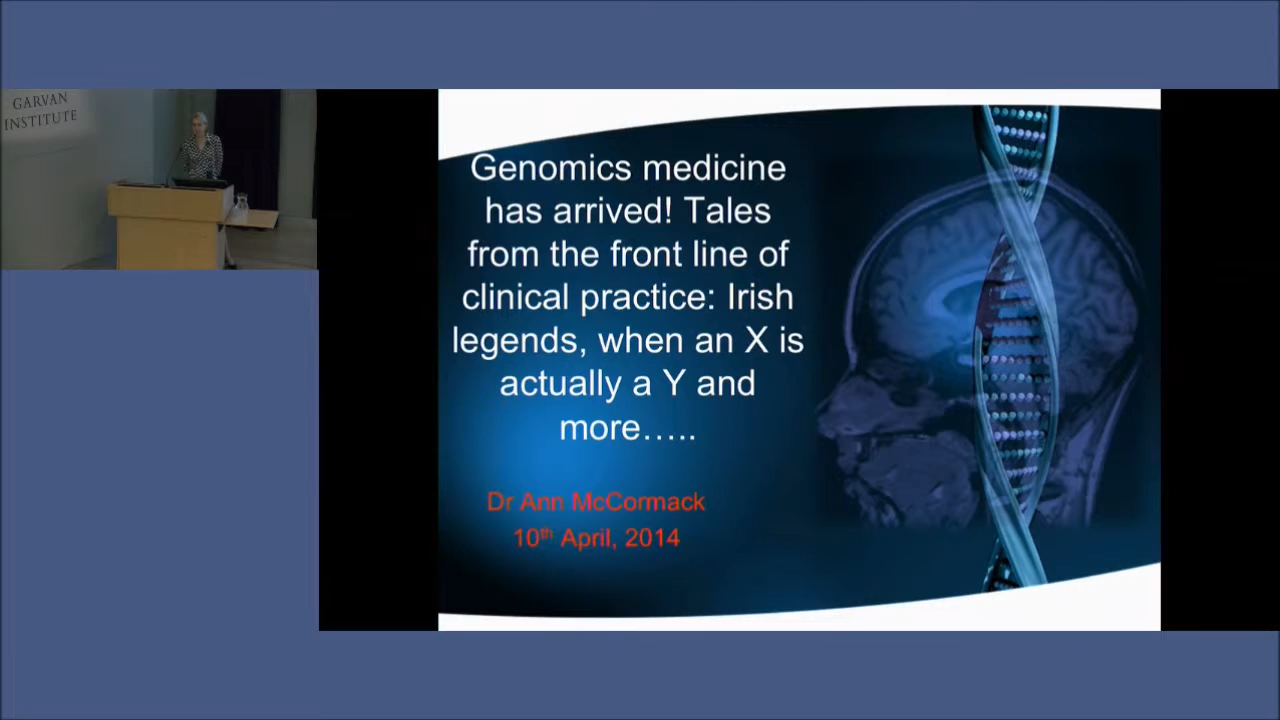 GARVAN
INSTITUTE
Genomics medicine
has arrived! Tales
from the front line of
clinical practice: Irish
legends, when an X is
actually a Y and
more…..
Dr Ann McCormack
10th April, 2014